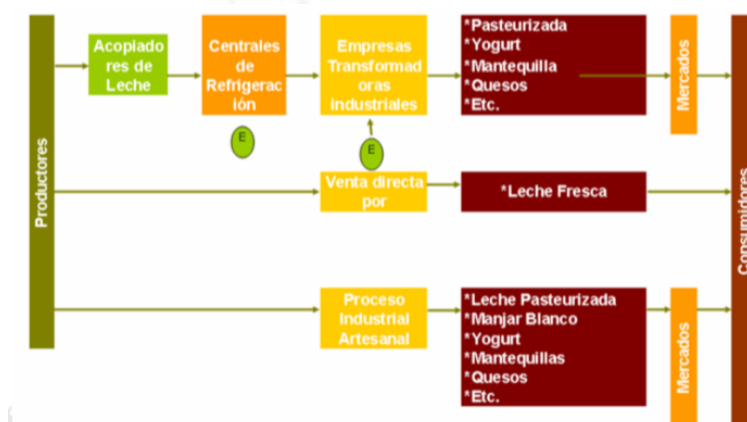 Productores
Acopiado
res de
Leche
Centrales
de
Refrigerac
ión
E
Empresas
Transformad
oras
industriales
E
*Pasteurizada
*Yogurt
*Mantequilla
*Quesos
*Etc.
Mercados
Venta directa
por
*Leche Fresca
Proceso
Industrial
Artesanal
*Leche Pasteurizada
*Manjar Blanco
*Yogurt
*Mantequillas
*Quesos
*Etc.
Mercados
Consumidores